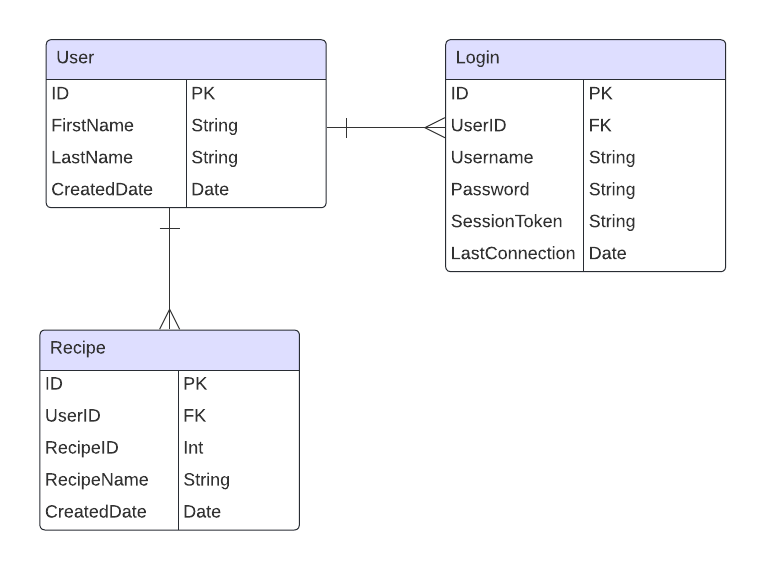 User
ID PK
FirstName String
LastName String
CreatedDate Date
Login
ID PK
UserID FK
Username String
Password String
SessionToken String
LastConnection Date
Recipe
ID PK
UserID FK
RecipeID Int
RecipeName String
CreatedDate Date